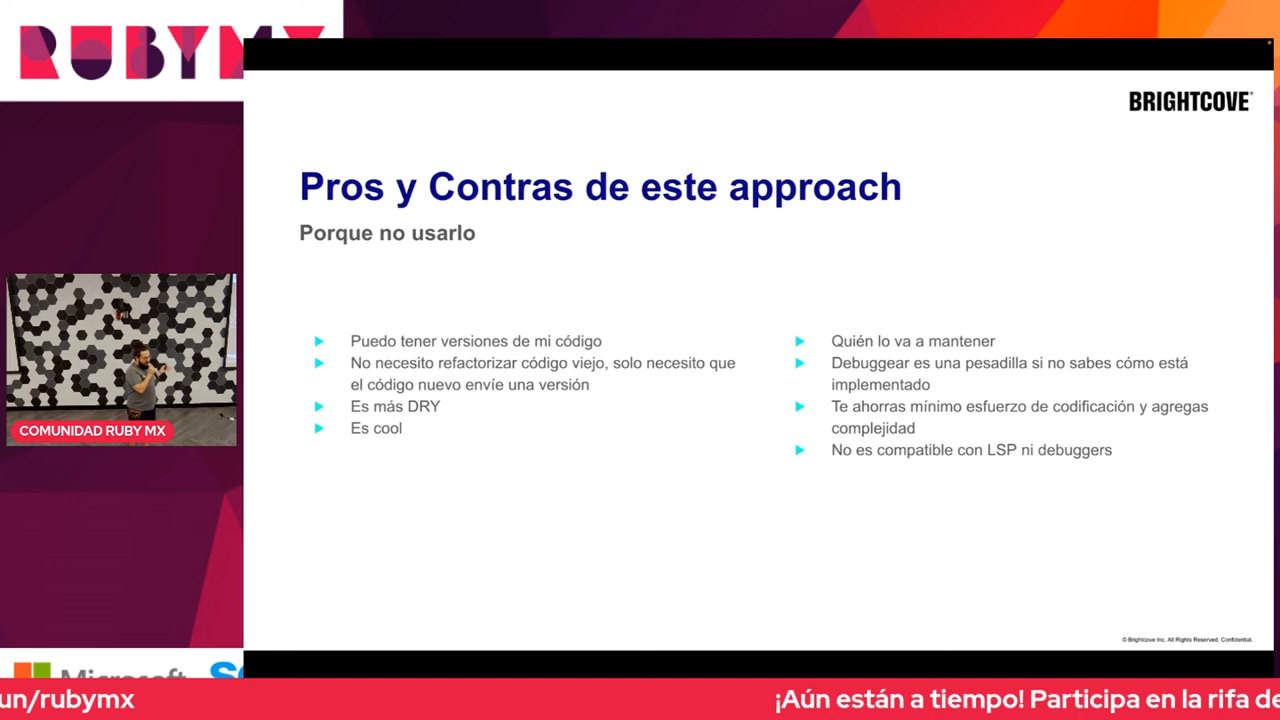 RUBYMX
BRIGHTCOVE
Pros y Contras de este approach
Porque no usarlo
Puedo tener versiones de mi código
No necesito refactorizar código viejo, solo necesito que
el código nuevo envíe una versión
Es más DRY
Es cool
Quién lo va a mantener
Debuggear es una pesadilla si no sabes cómo está
implementado
Te ahorras mínimo esfuerzo de codificación y agregas
complejidad
No es compatible con LSP ni debuggers
COMUNIDAD RUBY MX
© Brightcove Inc. All Rights Reserved. Confidential.
Microsoft
un/rubymx
¡Aún están a tiempo! Participa en la rifa de